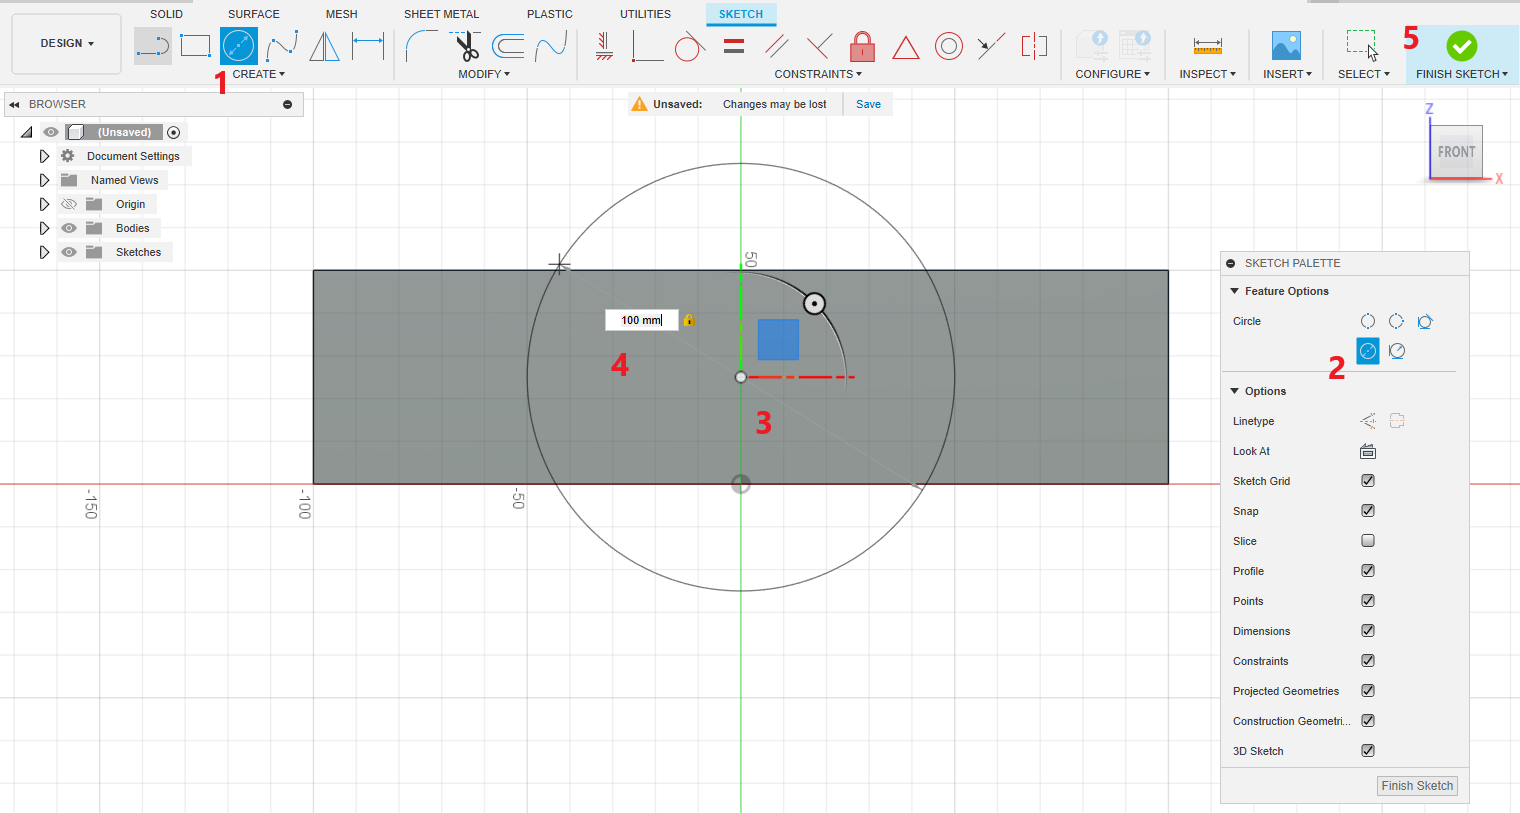 SOLID SURFACE MESH SHEET METAL PLASTIC UTILITIES SKETCH
DESIGN
CREATE MODIFY CONSTRAINTS CONFIGURE INSPECT INSERT SELECT FINISH SKETCH
1
5
BROWSER
Unsaved: Changes may be lost Save
(Unsaved)
Document Settings
Named Views
Origin
Bodies
Sketches
Z
FRONT
X
50
100 mm
4
3
-150
-100
-50
SKETCH PALETTE
Feature Options
Circle
2
Options
Linetype
Look At
Sketch Grid
Snap
Slice
Profile
Points
Dimensions
Constraints
Projected Geometries
Construction Geometri...
3D Sketch
Finish Sketch